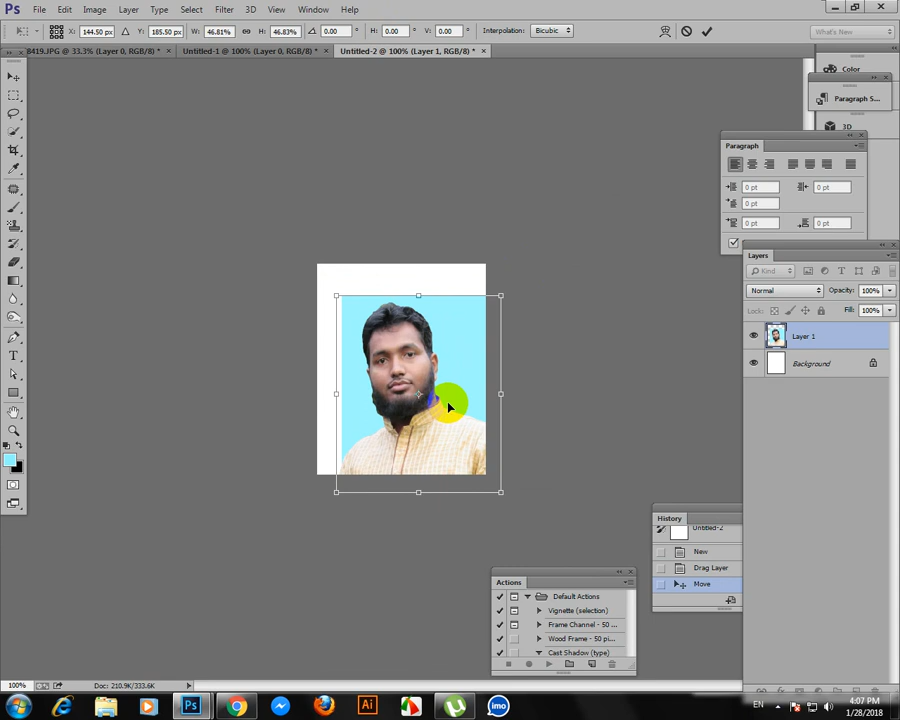 Ps File Edit Image Layer Type Select Filter 3D View Window Help
X: 144.50 px Y: 185.50 px W: 46.81% H: 46.83% 0.00 ° H: 0.00 ° V: 0.00 ° Interpolation: Bicubic What's New...
8419.JPG @ 33.3% (Layer 0, RGB/8) * × Untitled-1 @ 100% (Layer 0, RGB/8) * × Untitled-2 @ 100% (Layer 1, RGB/8) * ×
Color
Paragraph S...
3D
Paragraph
0 pt 0 pt
0 pt
0 pt 0 pt
Layers
Kind T
Normal Opacity: 100%
Lock: Fill: 100%
Layer 1
Background
History
Untitled-2
New
Drag Layer
Move
Actions
Default Actions
Vignette (selection)
Frame Channel - 50 ...
Wood Frame - 50 pi...
Cast Shadow (type)
100% Doc: 210.9K/333.6K
Ps Ai imo EN 4:07 PM
1/28/2018